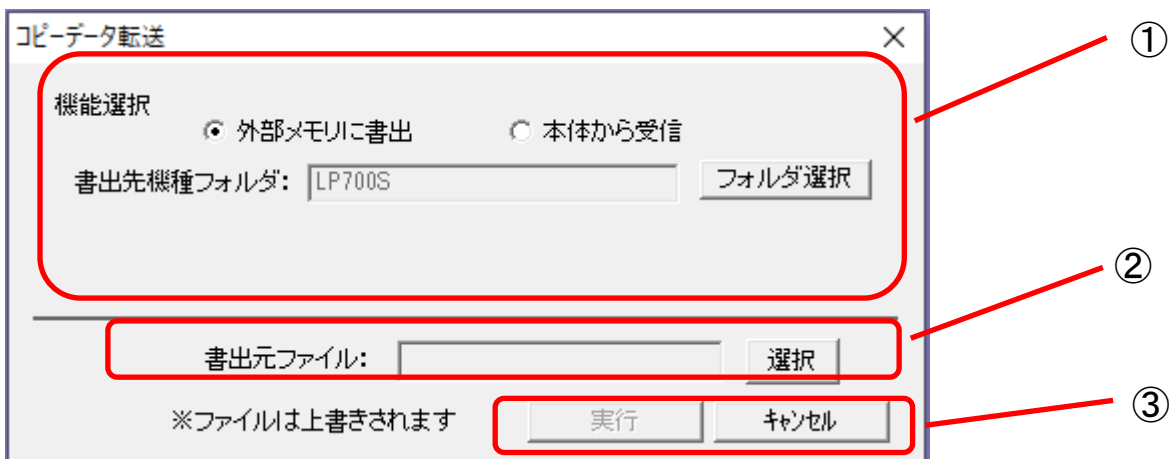 コピーデータ転送
①
機能選択
外部メモリに書出 本体から受信
書出先機種フォルダ: LP700S フォルダ選択
②
書出元ファイル: 選択
※ファイルは上書きされます 実行 キャンセル
③